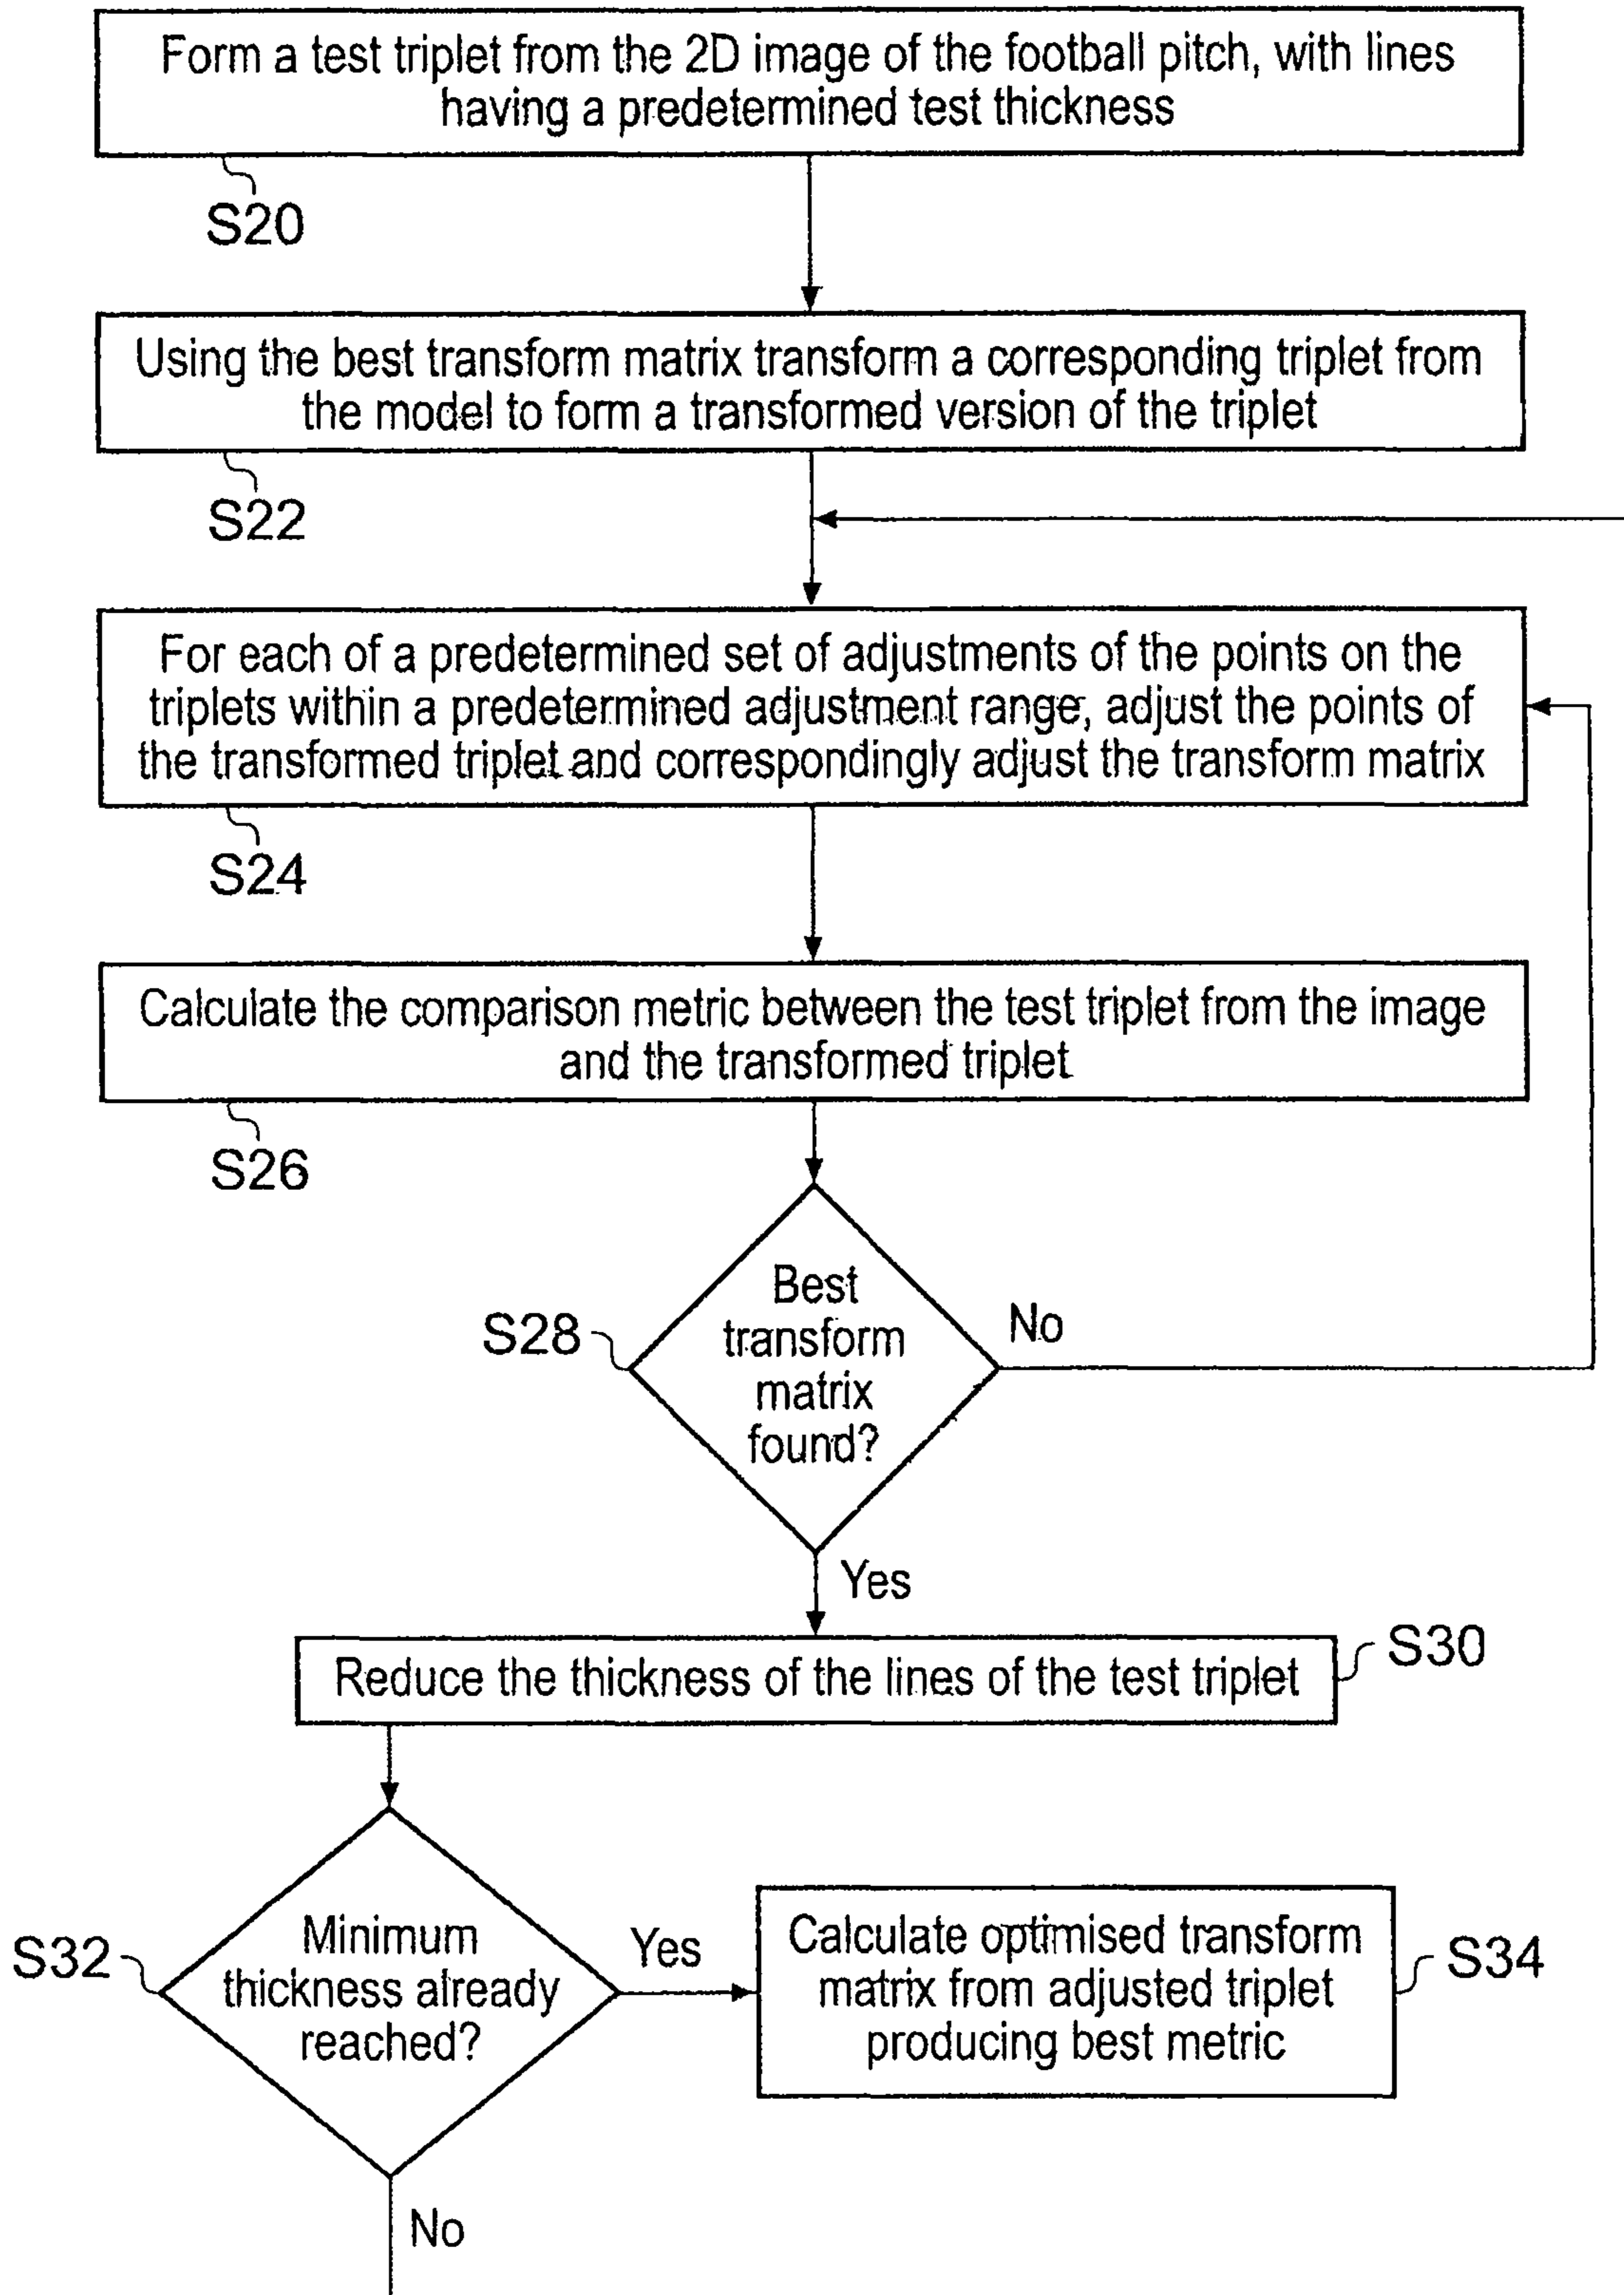 Form a test triplet from the 2D image of the football pitch, with lines
having a predetermined test thickness
S20
Using the best transform matrix transform a corresponding triplet from
the model to form a transformed version of the triplet
S22
For each of a predetermined set of adjustments of the points on the
triplets within a predetermined adjustment range, adjust the points of
the transformed triplet and correspondingly adjust the transform matrix
S24
Calculate the comparison metric between the test triplet from the image
and the transformed triplet
S26
S28
Best
transform
matrix
found?
No
Yes
Reduce the thickness of the lines of the test triplet
S30
S32
Minimum
thickness already
reached?
Yes
Calculate optimised transform
matrix from adjusted triplet
producing best metric
S34
No